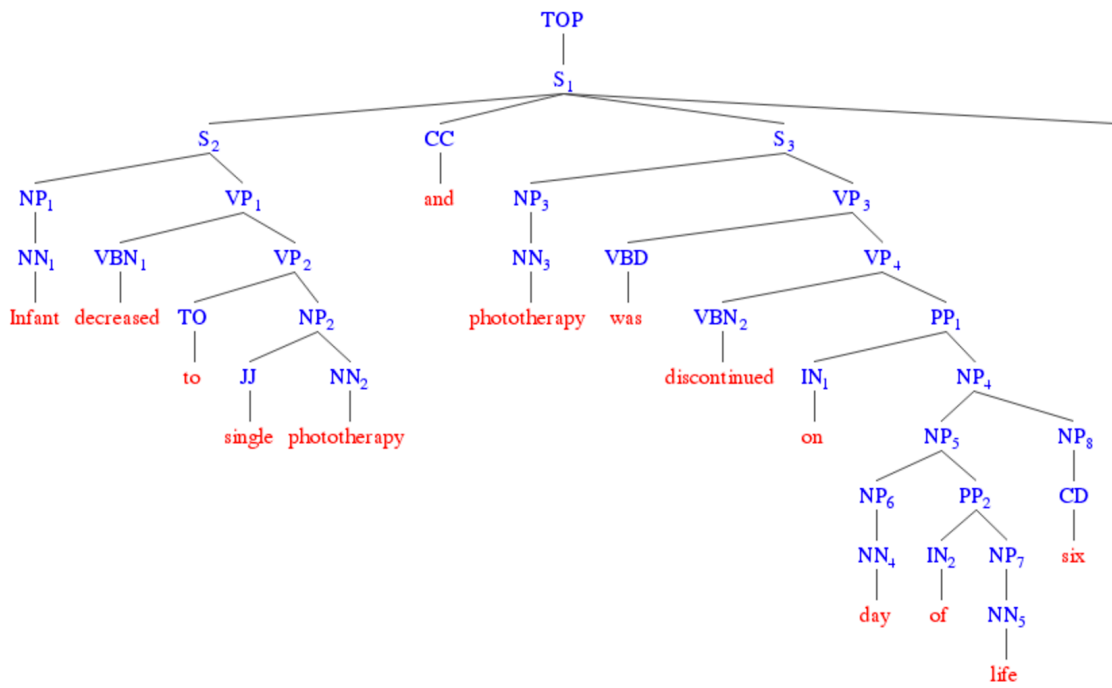 TOP
S1
S2 CC S3
NP1 VP1 and NP3 VP3
NN1 VBN1 VP2 NN3 VBD VP4
Infant decreased TO NP2 phototherapy was VBN2 PP1
to JJ NN2 discontinued IN1 NP4
single phototherapy on NP5 NP8
NP6 PP2 CD
NN4 IN2 NP7 six
day of NN5
life